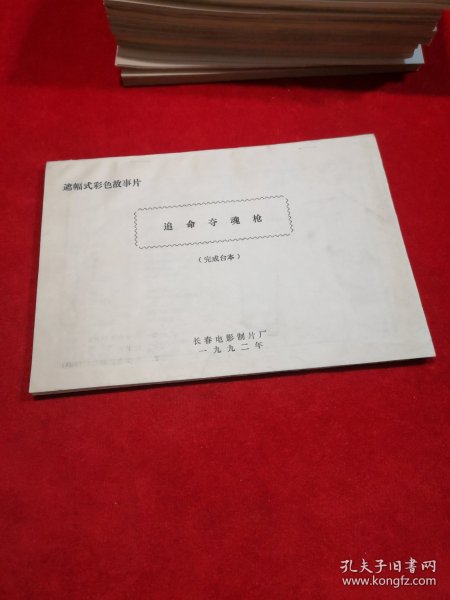 遮幅式彩色故事片
追命夺魂枪
（完成台本）
长春电影制片厂
一九九二年
孔夫子旧书网
www.kongfz.com